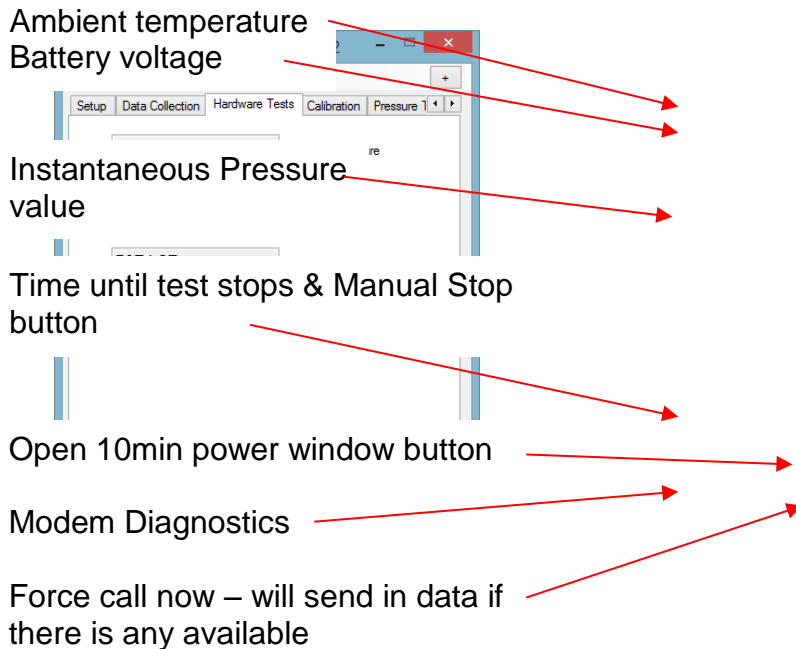 Ambient temperature
Battery voltage
2
+
Setup Data Collection Hardware Tests Calibration Pressure T
re
Instantaneous Pressure
value
Time until test stops & Manual Stop
button
Open 10min power window button
Modem Diagnostics
Force call now – will send in data if
there is any available